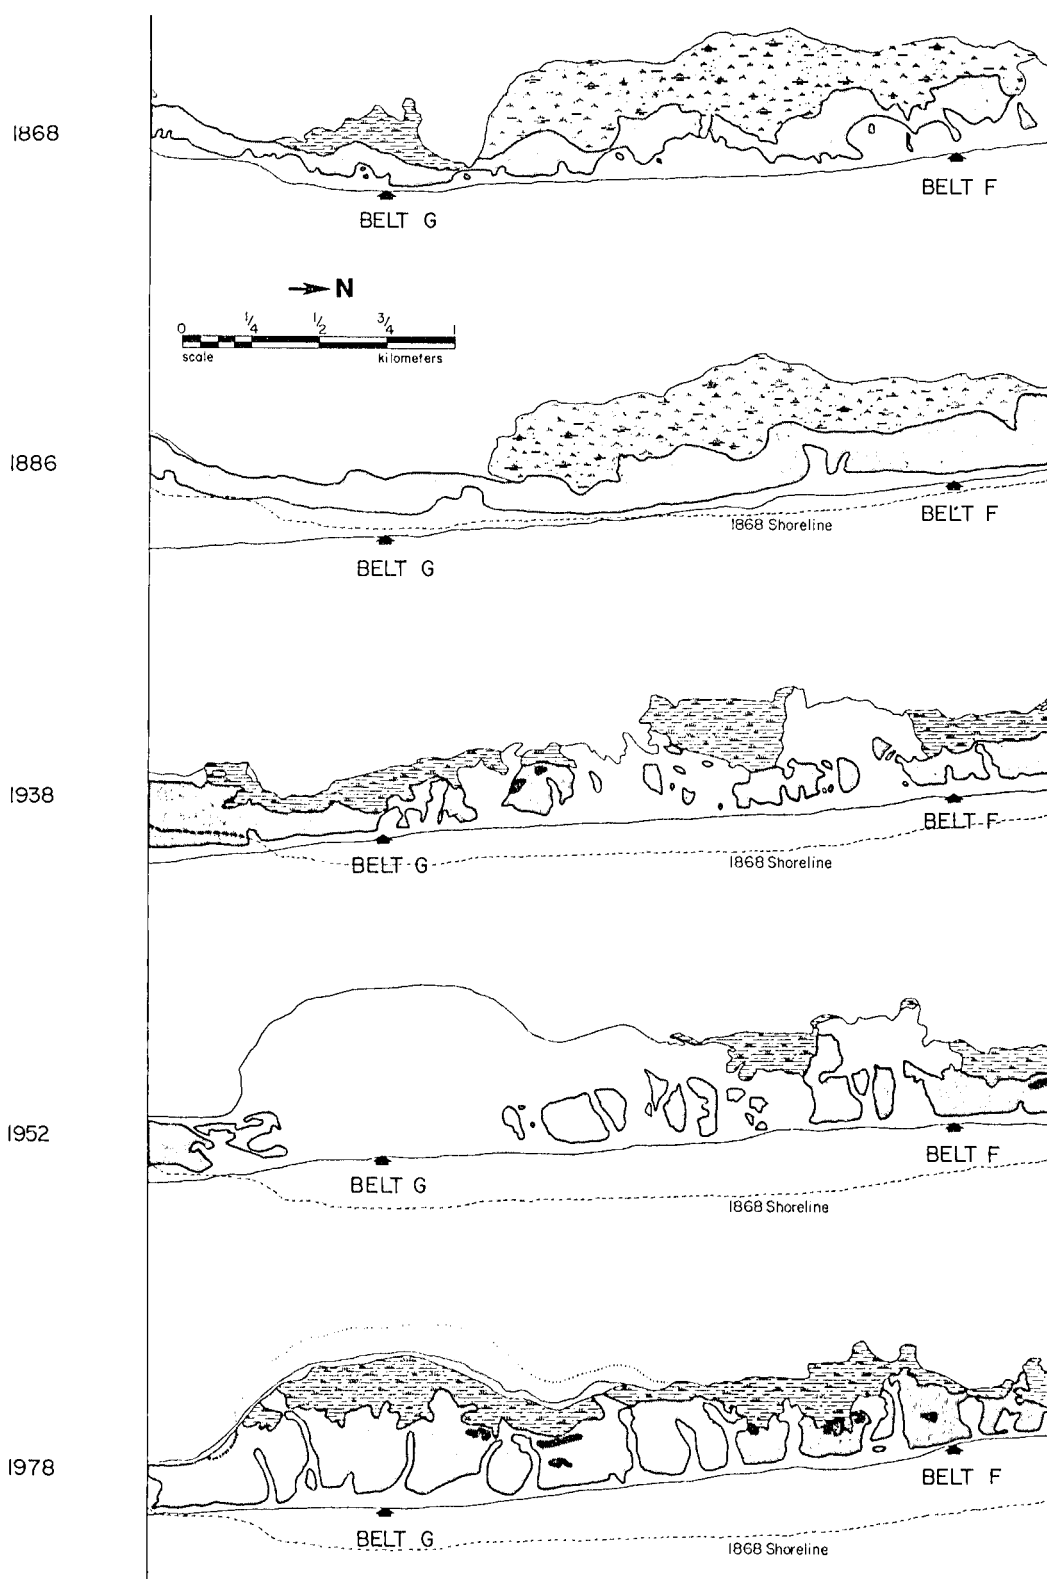 1868
BELT F
BELT G
N
0 1/4 1/2 3/4 1
scale kilometers
1886
BELT F
1868 Shoreline
BELT G
1938
BELT F
BELT G
1868 Shoreline
1952
BELT F
BELT G
1868 Shoreline
1978
BELT F
BELT G
1868 Shoreline